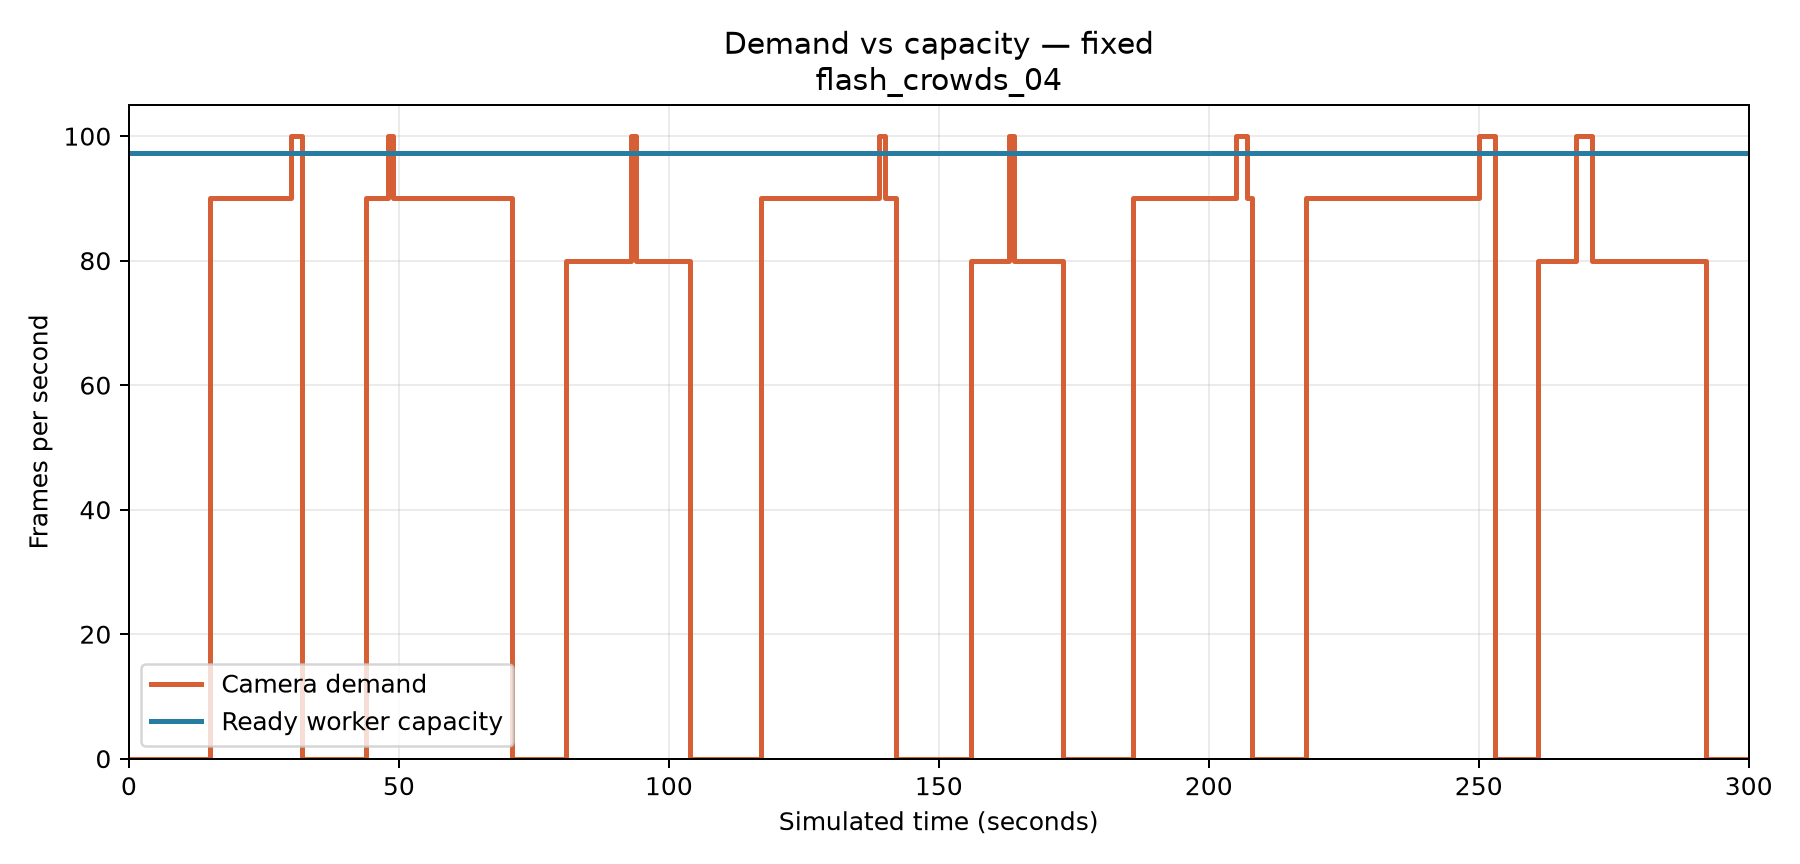 Demand vs capacity — fixed
flash_crowds_04
100
80
60
40
20
0
Frames per second
Camera demand
Ready worker capacity
0 50 100 150 200 250 300
Simulated time (seconds)